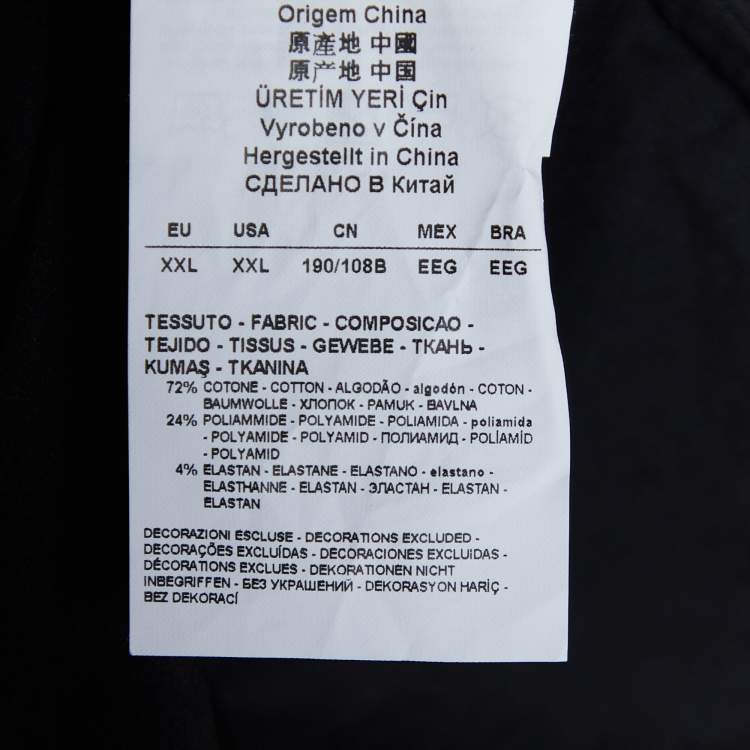 Origem China
原產地 中國
原产地 中国
ÜRETİM YERİ Çin
Vyrobeno v Čína
Hergestellt in China
СДЕЛАНО В Китай
EU USA CN MEX BRA
XXL XXL 190/108B EEG EEG
TESSUTO - FABRIC - COMPOSICAO -
TEJIDO - TISSUS - GEWEBE - ТКАНЬ -
KUMAŞ - TKANINA
72% COTONE - COTTON - ALGODÃO - algodón - COTON -
BAUMWOLLE - ХЛОПОК - PAMUK - BAVLNA
24% POLIAMMIDE - POLYAMIDE - POLIAMIDA - poliamida
- POLYAMIDE - POLYAMID - ПОЛИАМИД - POLİAMİD
- POLYAMID
4% ELASTAN - ELASTANE - ELASTANO - elastano -
ELASTHANNE - ELASTAN - ЭЛАСТАН - ELASTAN -
ELASTAN
DECORAZIONI ESCLUSE - DECORATIONS EXCLUDED -
DECORAÇÕES EXCLUÍDAS - DECORACIONES EXCLUIDAS -
DÉCORATIONS EXCLUES - DEKORATIONEN NICHT
INBEGRIFFEN - БЕЗ УКРАШЕНИЙ - DEKORASYON HARİÇ -
BEZ DEKORACÍ